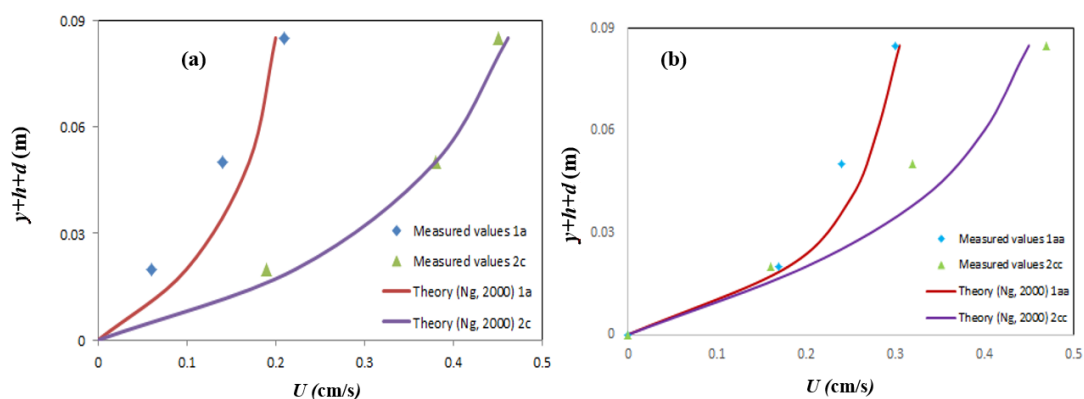 (a)
0.09
0.06
0.03
0
y+h+d (m)
Measured values 1a
Measured values 2c
Theory (Ng, 2000) 1a
Theory (Ng, 2000) 2c
0 0.1 0.2 0.3 0.4 0.5
U (cm/s)
(b)
0.09
0.06
0.03
0
y+h+d (m)
Measured values 1aa
Measured values 2cc
Theory (Ng, 2000) 1aa
Theory (Ng, 2000) 2cc
0 0.1 0.2 0.3 0.4 0.5
U (cm/s)